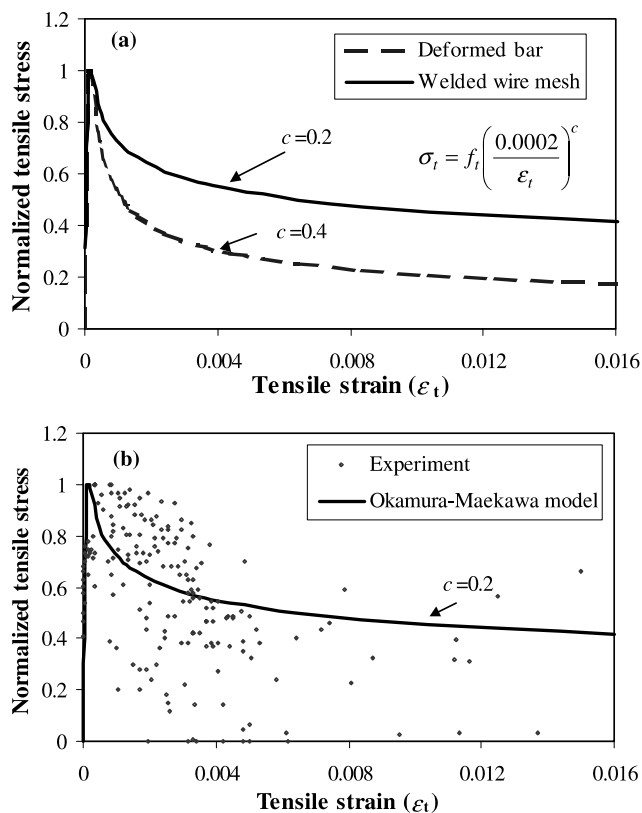 (a)
Deformed bar
Welded wire mesh
Normalized tensile stress
1
0.8
0.6
0.4
0.2
0
c=0.2
c=0.4
σt = ft(0.0002/εt)^c
0
0.004
0.008
0.012
0.016
Tensile strain (εt)
(b)
Experiment
Okamura-Maekawa model
Normalized tensile stress
1.2
1
0.8
0.6
0.4
0.2
0
c=0.2
0
0.004
0.008
0.012
0.016
Tensile strain (εt)